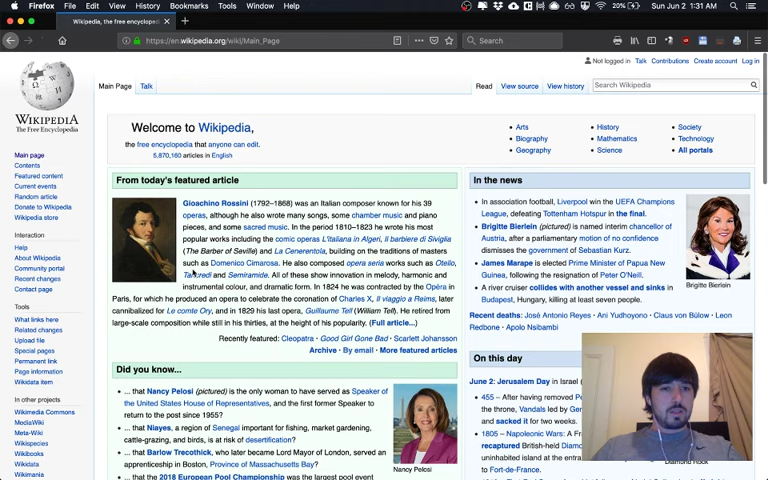 Firefox File Edit View History Bookmarks Tools Window Help 20% Sun Jun 2 1:31 AM
Wikipedia, the free encyclopedi
https://en.wikipedia.org/wiki/Main_Page
Search
Not logged in Talk Contributions Create account Log in
Main Page Talk Read View source View history Search Wikipedia
WIKIPEDIA
The Free Encyclopedia
Main page
Contents
Featured content
Current events
Random article
Donate to Wikipedia
Wikipedia store
Interaction
Help
About Wikipedia
Community portal
Recent changes
Contact page
Tools
What links here
Related changes
Upload file
Special pages
Permanent link
Page information
Wikidata item
In other projects
Wikimedia Commons
MediaWiki
Meta-Wiki
Wikispecies
Wikibooks
Wikidata
Wikimania
Welcome to Wikipedia,
the free encyclopedia that anyone can edit.
5,870,160 articles in English
• Arts
• Biography
• Geography
• History
• Mathematics
• Science
• Society
• Technology
• All portals
From today's featured article
Gioachino Rossini (1792–1868) was an Italian composer known for his 39
operas, although he also wrote many songs, some chamber music and piano
pieces, and some sacred music. In the period 1810–1823 he wrote his most
popular works including the comic operas L'italiana in Algeri, Il barbiere di Siviglia
(The Barber of Seville) and La Cenerentola, building on the traditions of masters
such as Domenico Cimarosa. He also composed opera seria works such as Otello,
Tancredi and Semiramide. All of these show innovation in melody, harmonic and
instrumental colour, and dramatic form. In 1824 he was contracted by the Opéra in
Paris, for which he produced an opera to celebrate the coronation of Charles X, Il viaggio a Reims, later
cannibalized for Le comte Ory, and in 1829 his last opera, Guillaume Tell (William Tell). He retired from
large-scale composition while still in his thirties, at the height of his popularity. (Full article...)
Recently featured: Cleopatra · Good Girl Gone Bad · Scarlett Johansson
Archive · By email · More featured articles
Did you know...
• ... that Nancy Pelosi (pictured) is the only woman to have served as Speaker of
the United States House of Representatives, and the first former Speaker to
return to the post since 1955?
• ... that Niayes, a region of Senegal important for fishing, market gardening,
cattle-grazing, and birds, is at risk of desertification?
• ... that Barlow Trecothick, who later became Lord Mayor of London, served an
apprenticeship in Boston, Province of Massachusetts Bay?
• ... that the 2018 European Pool Championship was the largest pool event
Nancy Pelosi
In the news
• In association football, Liverpool win the UEFA Champions
League, defeating Tottenham Hotspur in the final.
• Brigitte Bierlein (pictured) is named interim chancellor of
Austria, after a parliamentary motion of no confidence
dismisses the government of Sebastian Kurz.
• James Marape is elected Prime Minister of Papua New
Guinea, following the resignation of Peter O'Neill.
• A river cruiser collides with another vessel and sinks in
Budapest, Hungary, killing at least seven people.
Brigitte Bierlein
Recent deaths: José Antonio Reyes · Ani Yudhoyono · Claus von Bülow · Leon
Redbone · Apolo Nsibambi
On this day
June 2: Jerusalem Day in Israel (
• 455 – After having removed Pe
the throne, Vandals led by Gen
sacked
• 1805 – Napoleonic Wars: A Fr
recaptured British-held Diamo
uninhabited island at the entra
to Fort-de-France.
Diamond Rock